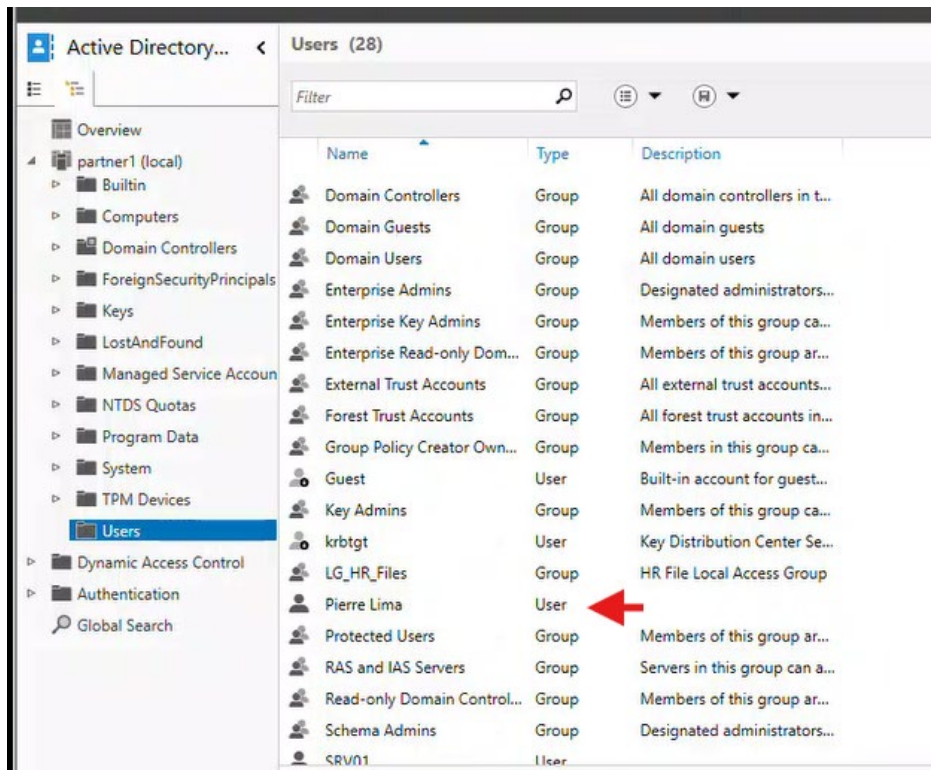 Active Directory...
Users (28)
Filter
Overview
partner1 (local)
Builtin
Computers
Domain Controllers
ForeignSecurityPrincipals
Keys
LostAndFound
Managed Service Accoun
NTDS Quotas
Program Data
System
TPM Devices
Users
Dynamic Access Control
Authentication
Global Search
Name Type Description
Domain Controllers Group All domain controllers in t...
Domain Guests Group All domain guests
Domain Users Group All domain users
Enterprise Admins Group Designated administrators...
Enterprise Key Admins Group Members of this group ca...
Enterprise Read-only Dom... Group Members of this group ar...
External Trust Accounts Group All external trust accounts...
Forest Trust Accounts Group All forest trust accounts in...
Group Policy Creator Own... Group Members in this group ca...
Guest User Built-in account for guest...
Key Admins Group Members of this group ca...
krbtgt User Key Distribution Center Se...
LG_HR_Files Group HR File Local Access Group
Pierre Lima User
Protected Users Group Members of this group ar...
RAS and IAS Servers Group Servers in this group can a...
Read-only Domain Control... Group Members of this group ar...
Schema Admins Group Designated administrators...
SRV01 User